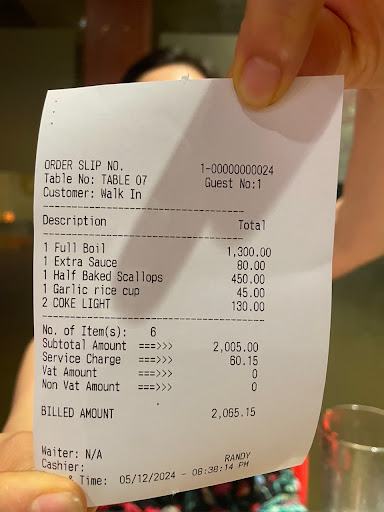 ORDER SLIP NO. 1-00000000024
Table No: TABLE 07 Guest No:1
Customer: Walk In
Description Total
1 Full Boil 1,300.00
1 Extra Sauce 80.00
1 Half Baked Scallops 450.00
1 Garlic rice cup 45.00
2 COKE LIGHT 130.00
No. of Item(s): 6
Subtotal Amount ===>>> 2,005.00
Service Charge ===>>> 60.15
Vat Amount ===>>> 0
Non Vat Amount ===>>> 0
BILLED AMOUNT 2,065.15
Waiter: N/A
Cashier: RANDY
& Time: 05/12/2024 - 08:38:14 PM